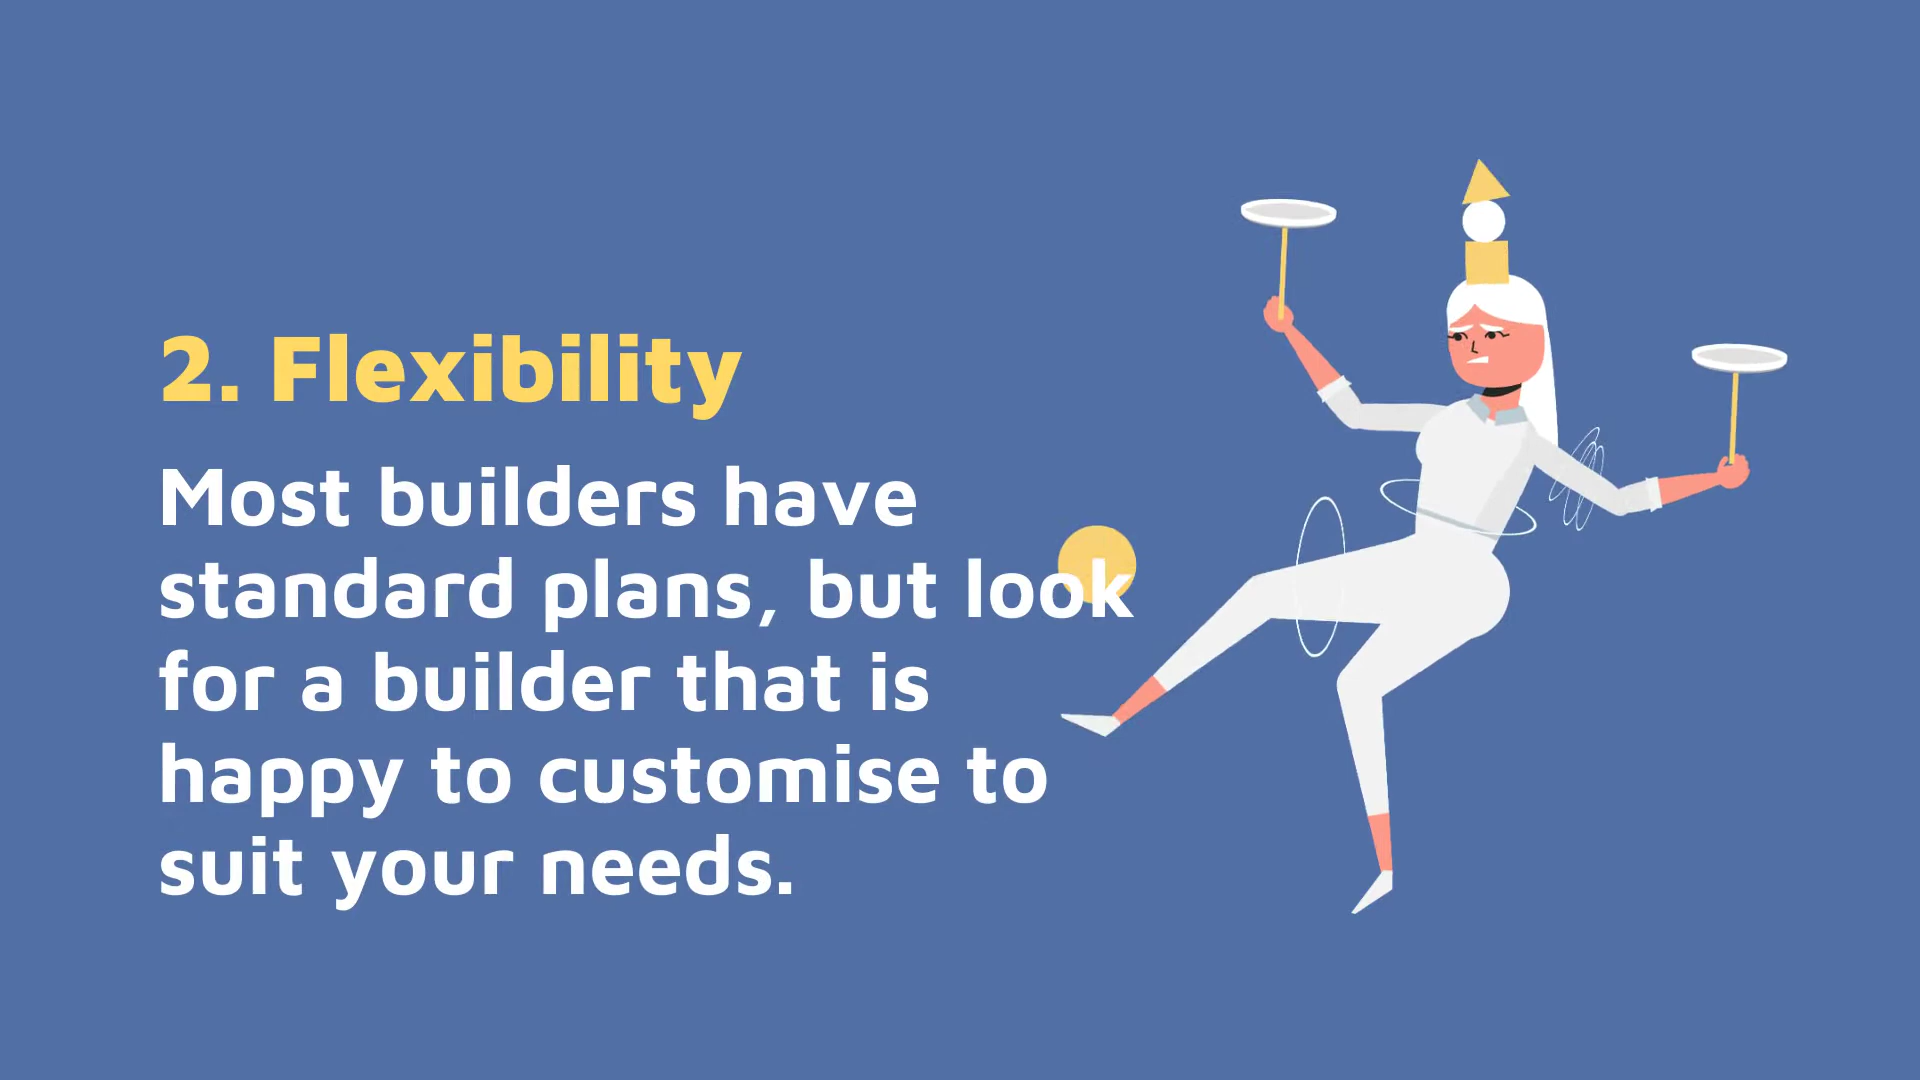 2. Flexibility
Most builders have
standard plans, but look
for a builder that is
happy to customise to
suit your needs.